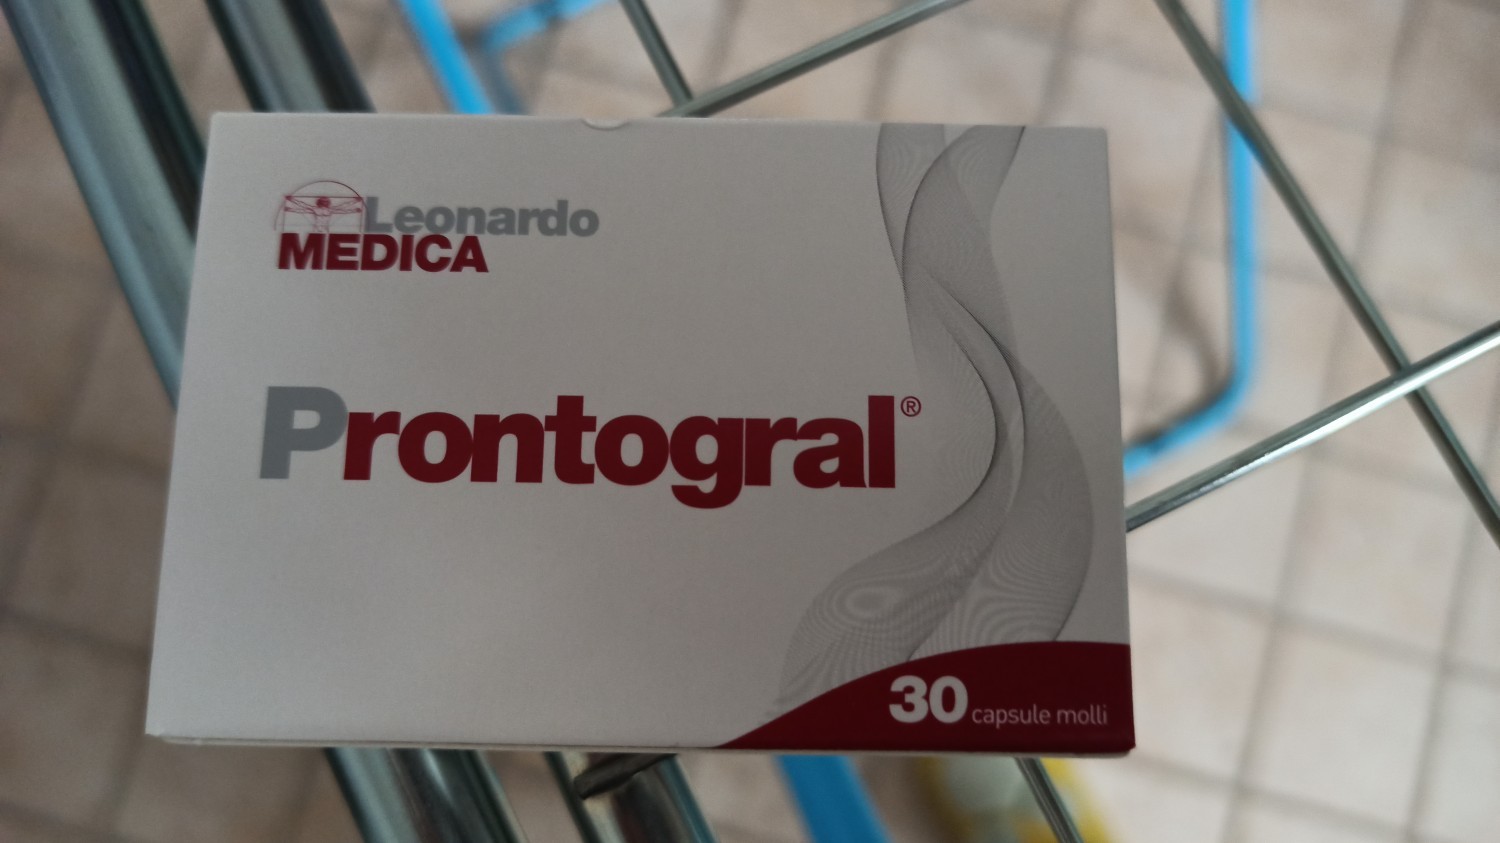 Leonardo
MEDICA
Prontogral®
30 capsule molli